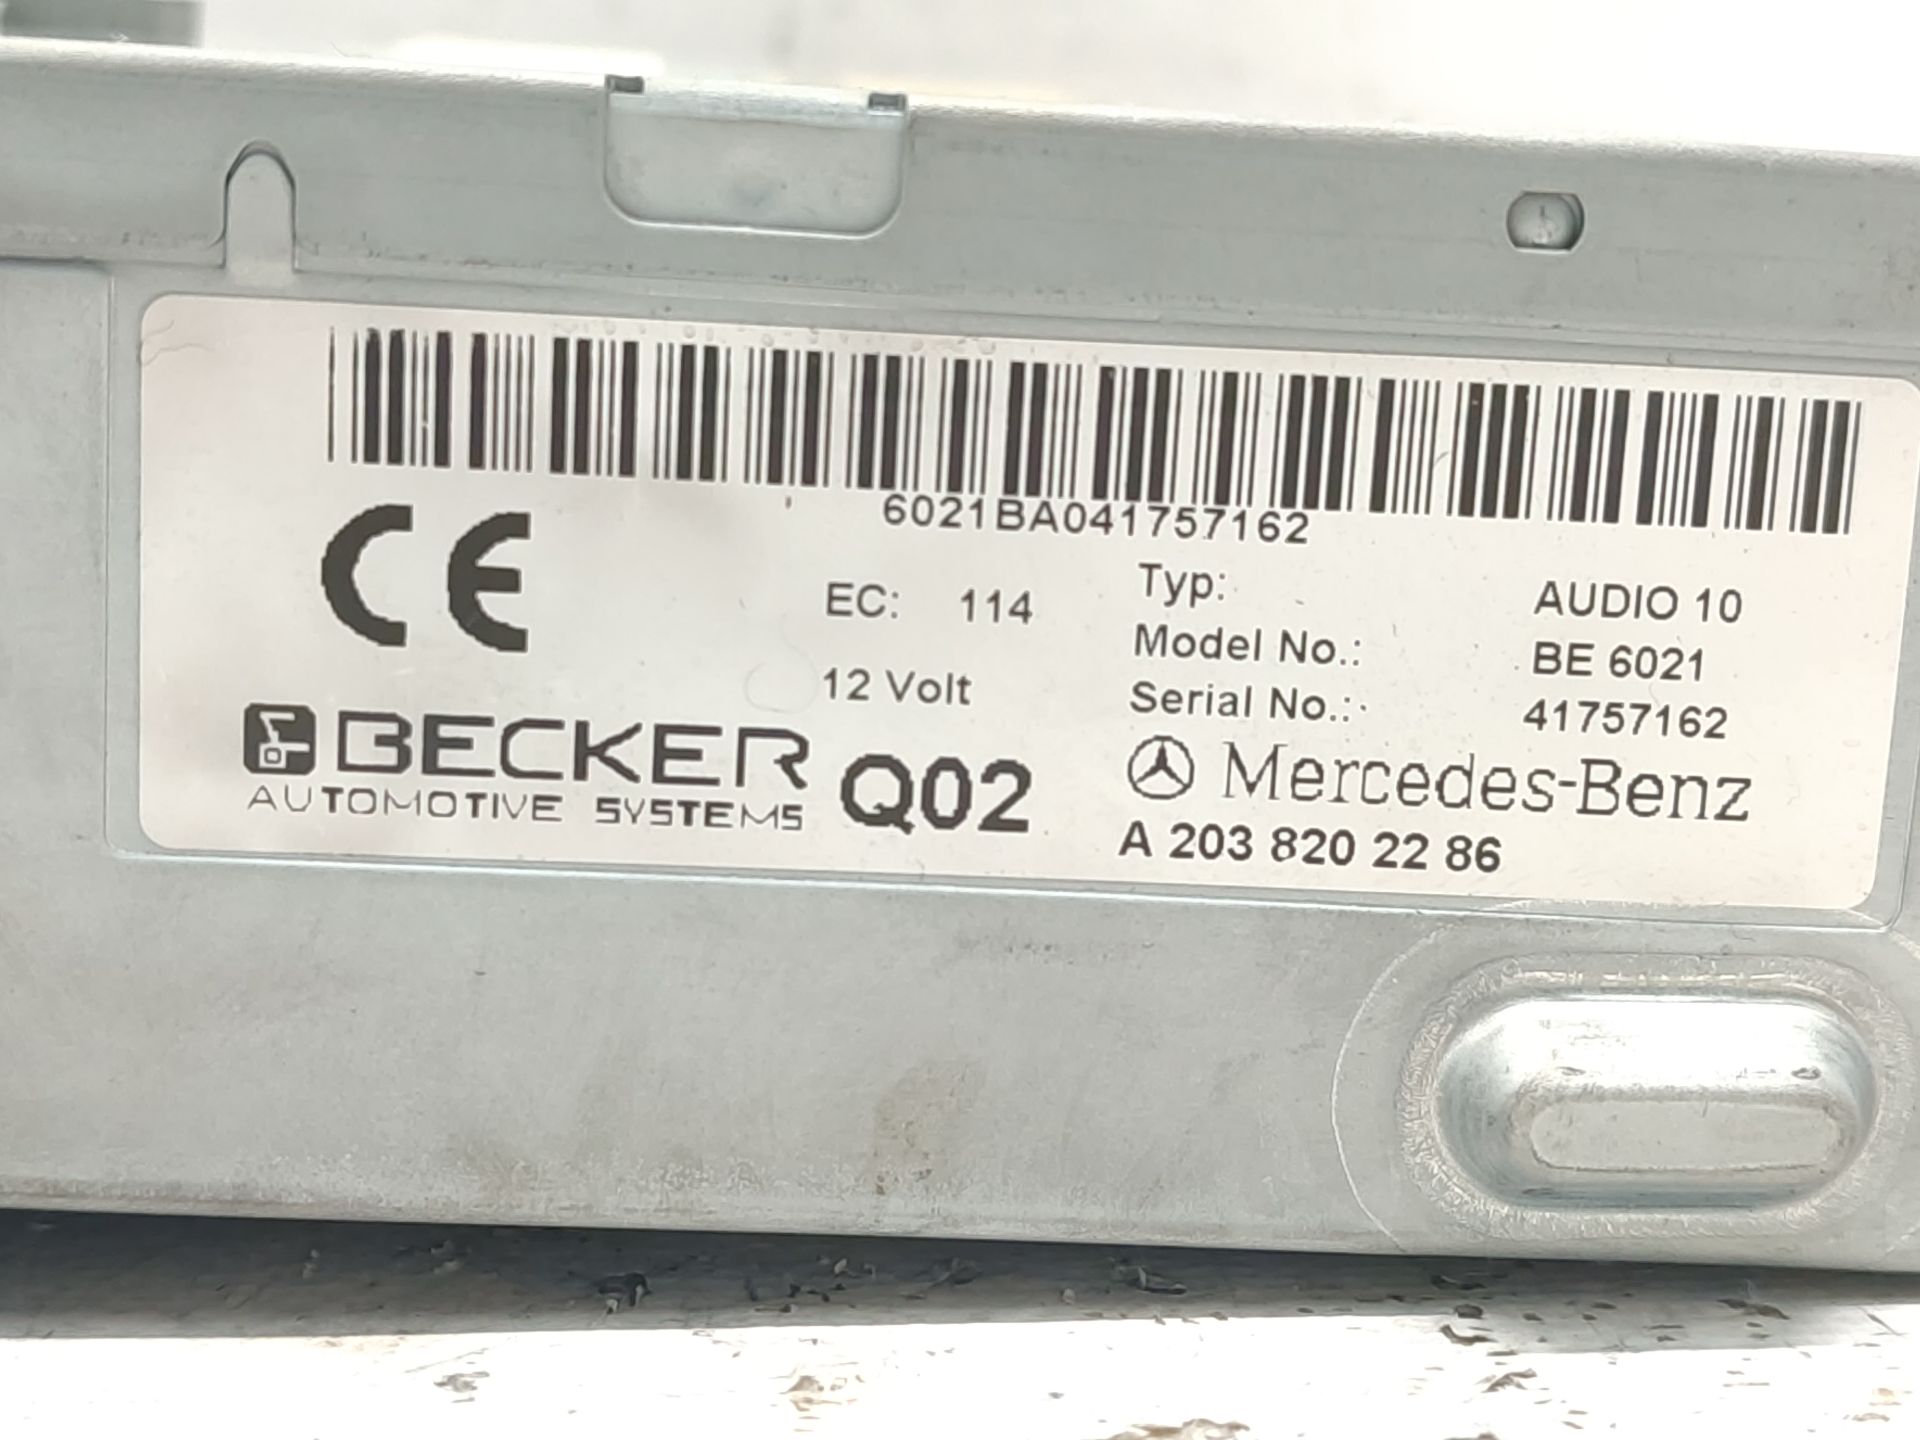 6021BA041757162
CE
EC: 114
12 Volt
Typ: AUDIO 10
Model No.: BE 6021
Serial No.: 41757162
BECKER
AUTOMOTIVE SYSTEMS
Q02
Mercedes-Benz
A 203 820 22 86